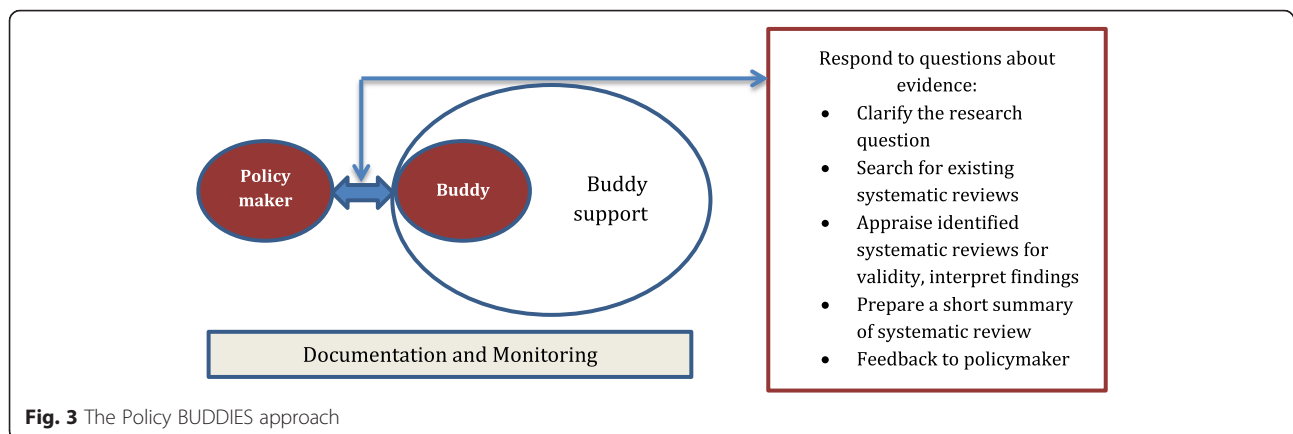 Policy
maker
Buddy
Buddy
support
Documentation and Monitoring
Respond to questions about
evidence:
• Clarify the research
question
• Search for existing
systematic reviews
• Appraise identified
systematic reviews for
validity, interpret findings
• Prepare a short summary
of systematic review
• Feedback to policymaker
Fig. 3 The Policy BUDDIES approach